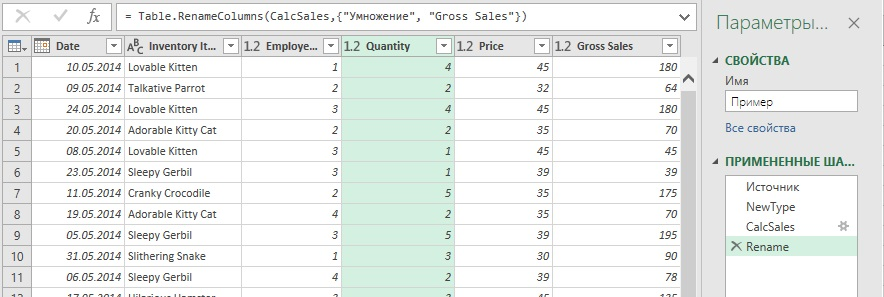 = Table.RenameColumns(CalcSales,{"Умножение", "Gross Sales"})
Date ABC Inventory It... 1.2 Employe... 1.2 Quantity 1.2 Price 1.2 Gross Sales
1 10.05.2014 Lovable Kitten 1 4 45 180
2 09.05.2014 Talkative Parrot 2 2 32 64
3 24.05.2014 Lovable Kitten 3 4 45 180
4 20.05.2014 Adorable Kitty Cat 2 2 35 70
5 08.05.2014 Lovable Kitten 3 1 45 45
6 23.05.2014 Sleepy Gerbil 3 1 39 39
7 11.05.2014 Cranky Crocodile 2 5 35 175
8 19.05.2014 Adorable Kitty Cat 4 2 35 70
9 05.05.2014 Sleepy Gerbil 3 5 39 195
10 31.05.2014 Slithering Snake 1 3 30 90
11 06.05.2014 Sleepy Gerbil 4 2 39 78
Параметры...
СВОЙСТВА
Имя
Пример
Все свойства
ПРИМЕНЕННЫЕ ША...
Источник
NewType
CalcSales
Rename